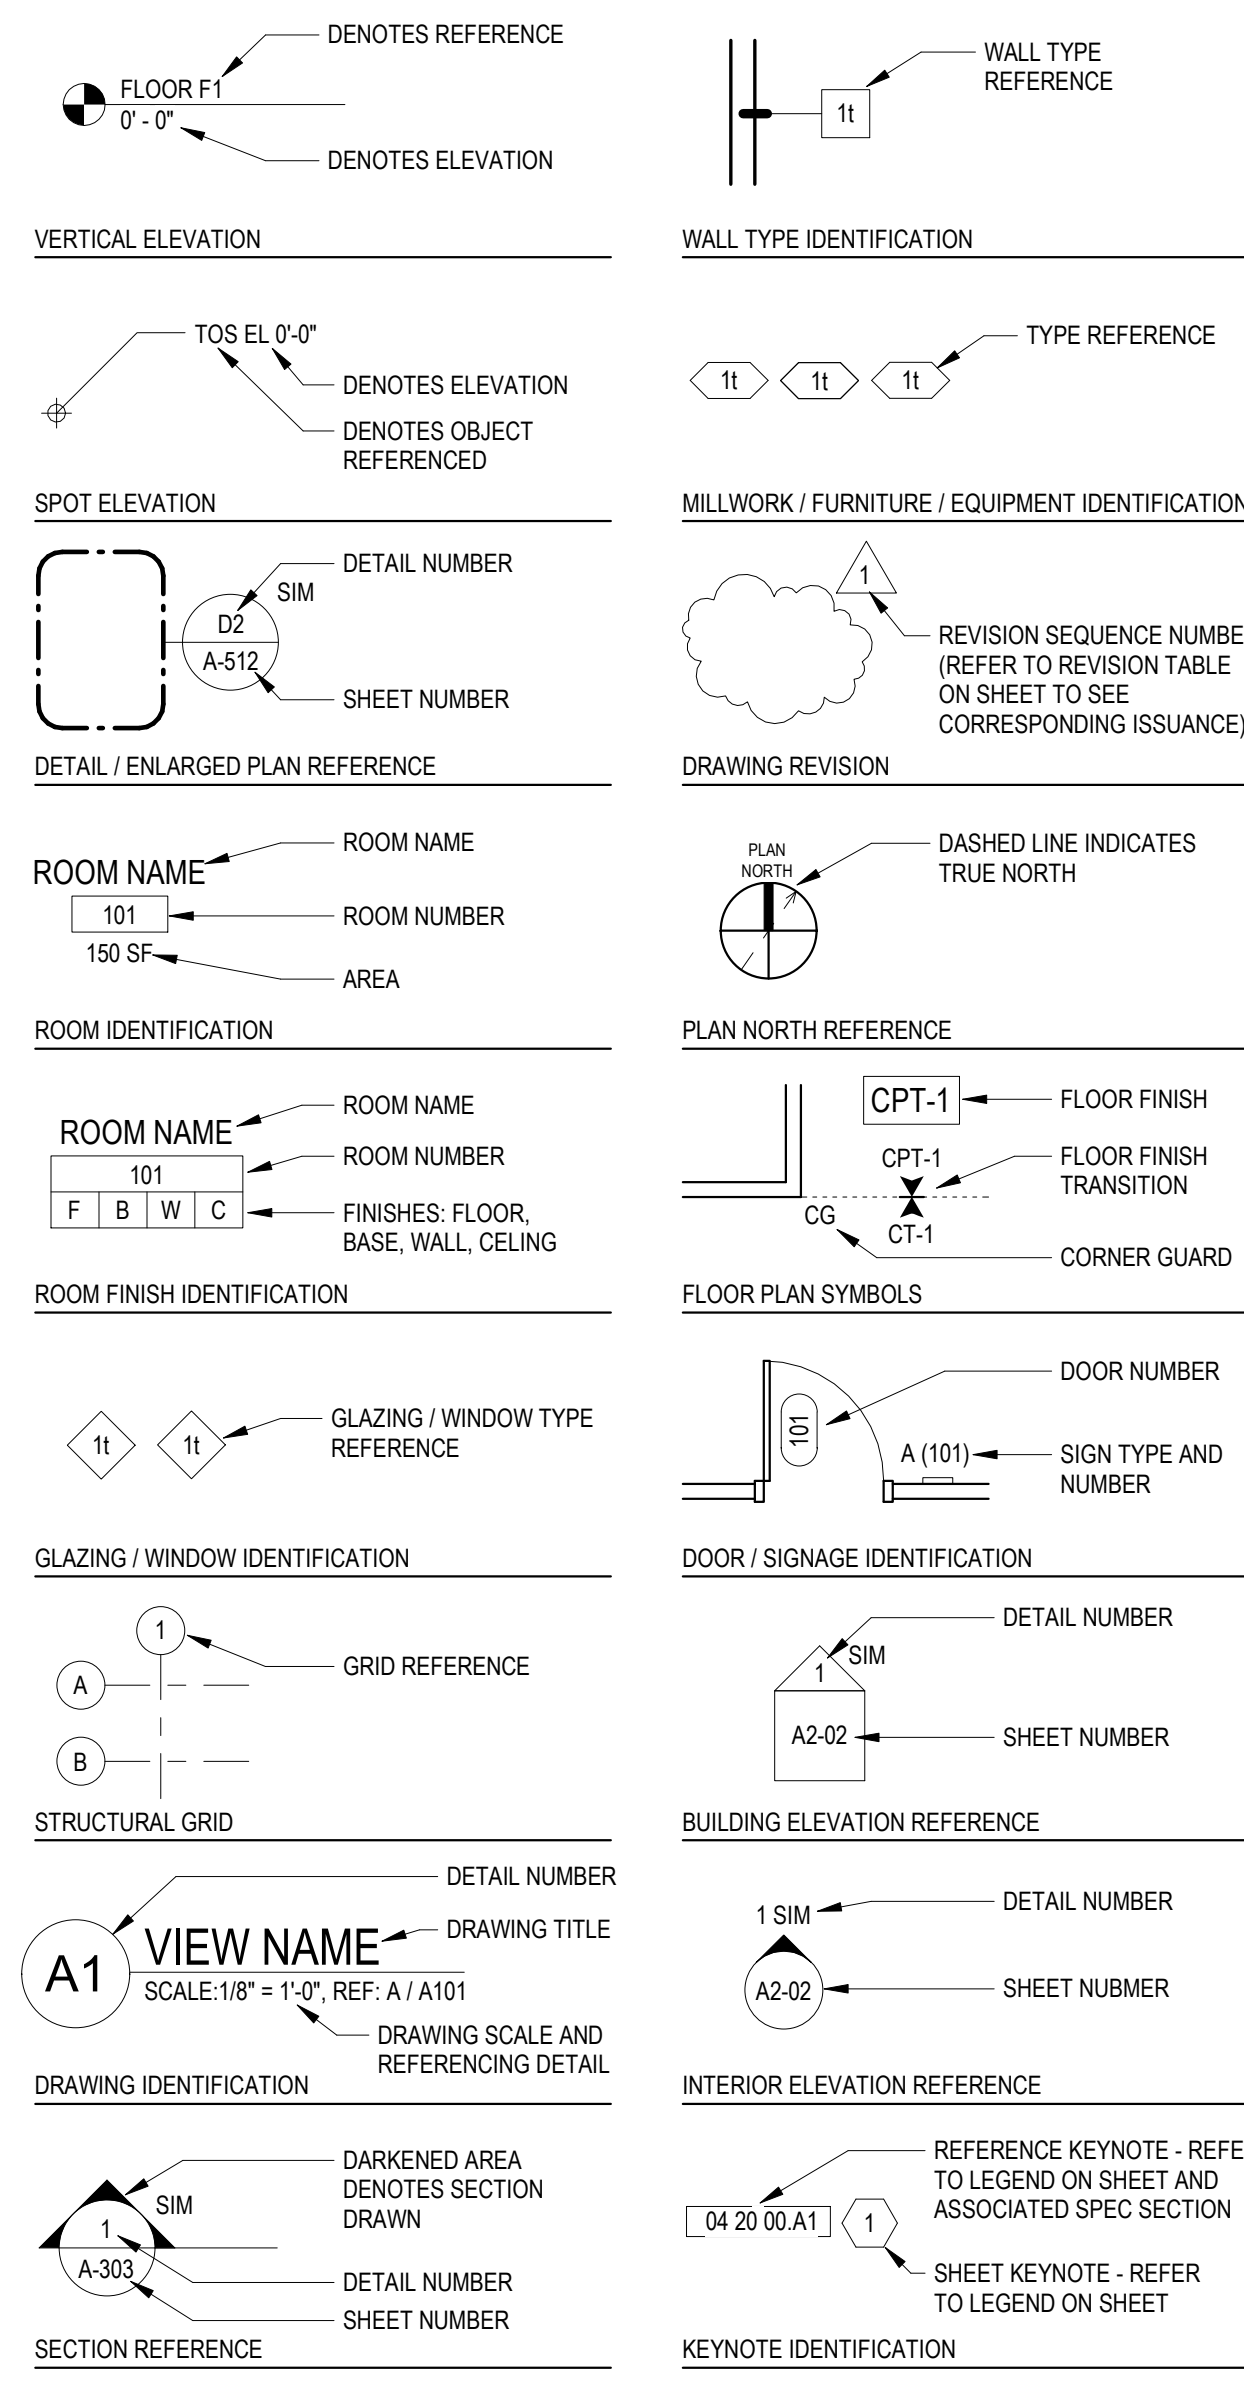 DENOTES REFERENCE
FLOOR F1
0' - 0"
DENOTES ELEVATION
VERTICAL ELEVATION
WALL TYPE
REFERENCE
1t
WALL TYPE IDENTIFICATION
TOS EL 0'-0"
DENOTES ELEVATION
DENOTES OBJECT
REFERENCED
SPOT ELEVATION
TYPE REFERENCE
1t 1t 1t
MILLWORK / FURNITURE / EQUIPMENT IDENTIFICATION
DETAIL NUMBER
SIM
D2
A-512
SHEET NUMBER
DETAIL / ENLARGED PLAN REFERENCE
1
REVISION SEQUENCE NUMBE
(REFER TO REVISION TABLE
ON SHEET TO SEE
CORRESPONDING ISSUANCE)
DRAWING REVISION
ROOM NAME
ROOM NAME
101
ROOM NUMBER
150 SF
AREA
ROOM IDENTIFICATION
PLAN
NORTH
DASHED LINE INDICATES
TRUE NORTH
PLAN NORTH REFERENCE
ROOM NAME
ROOM NAME
101
ROOM NUMBER
F B W C
FINISHES: FLOOR,
BASE, WALL, CELING
ROOM FINISH IDENTIFICATION
CPT-1
FLOOR FINISH
CPT-1
FLOOR FINISH
TRANSITION
CG
CT-1
CORNER GUARD
FLOOR PLAN SYMBOLS
1t 1t
GLAZING / WINDOW TYPE
REFERENCE
GLAZING / WINDOW IDENTIFICATION
DOOR NUMBER
101
A (101)
SIGN TYPE AND
NUMBER
DOOR / SIGNAGE IDENTIFICATION
1
GRID REFERENCE
A
B
STRUCTURAL GRID
DETAIL NUMBER
SIM
1
A2-02
SHEET NUMBER
BUILDING ELEVATION REFERENCE
DETAIL NUMBER
A1
VIEW NAME
DRAWING TITLE
SCALE:1/8" = 1'-0", REF: A / A101
DRAWING SCALE AND
REFERENCING DETAIL
DRAWING IDENTIFICATION
DETAIL NUMBER
1 SIM
A2-02
SHEET NUBMER
INTERIOR ELEVATION REFERENCE
DARKENED AREA
DENOTES SECTION
DRAWN
SIM
1
A-303
DETAIL NUMBER
SHEET NUMBER
SECTION REFERENCE
REFERENCE KEYNOTE - REFE
TO LEGEND ON SHEET AND
ASSOCIATED SPEC SECTION
04 20 00.A1
1
SHEET KEYNOTE - REFER
TO LEGEND ON SHEET
KEYNOTE IDENTIFICATION